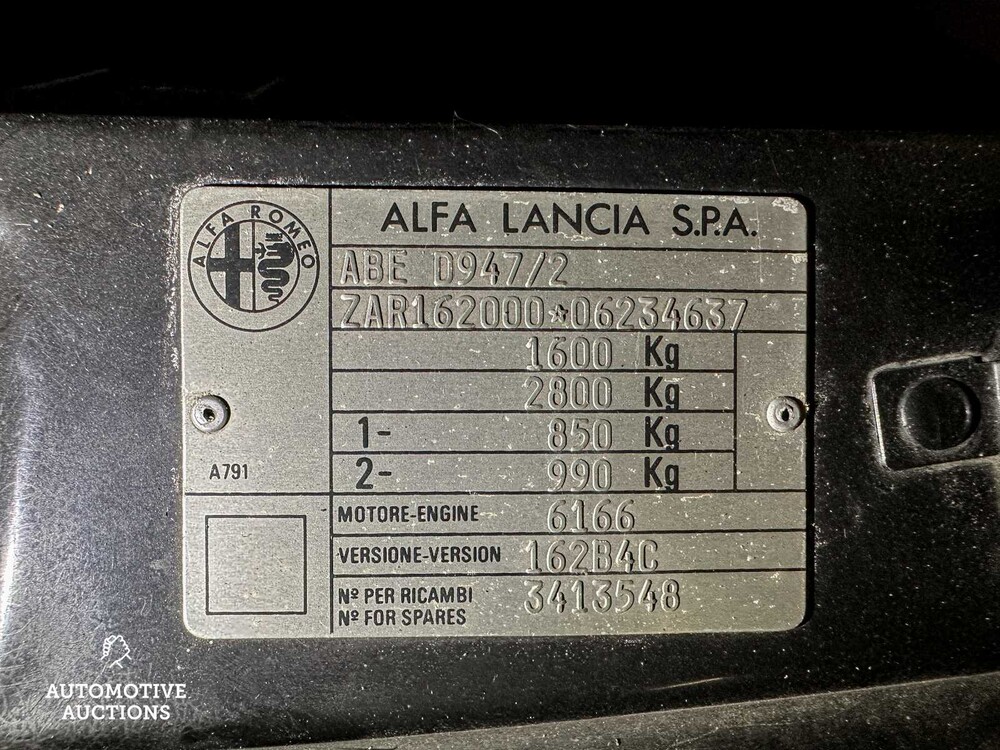 ALFA ROMEO
ALFA LANCIA S.P.A.
ABE D947/2
ZAR162000*06234637
1600 Kg
2800 Kg
1- 850 Kg
2- 990 Kg
A791
MOTORE-ENGINE 6166
VERSIONE-VERSION 162B4C
Nº PER RICAMBI
Nº FOR SPARES 3413548
AUTOMOTIVE
AUCTIONS